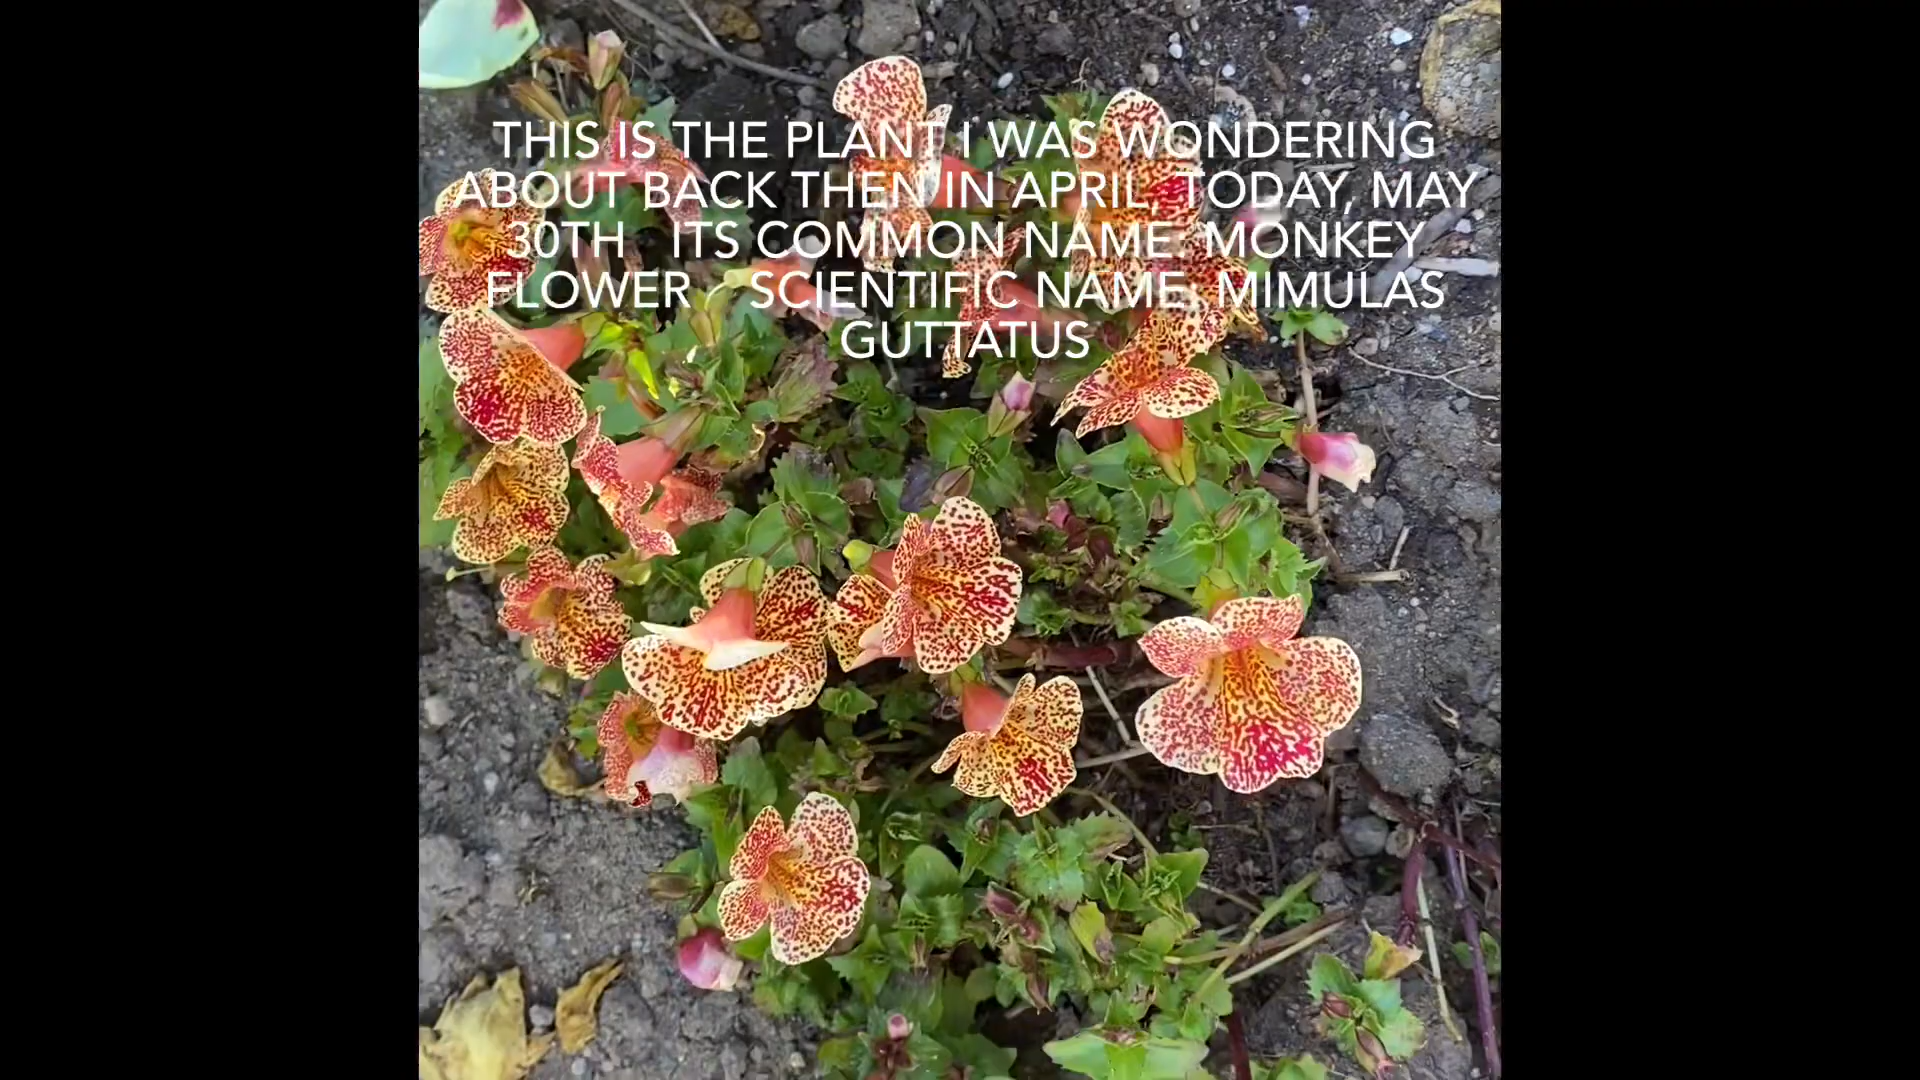 THIS IS THE PLANT I WAS WONDERING
ABOUT BACK THEN IN APRIL, TODAY, MAY
30TH   ITS COMMON NAME: MONKEY
FLOWER    SCIENTIFIC NAME: MIMULAS
GUTTATUS